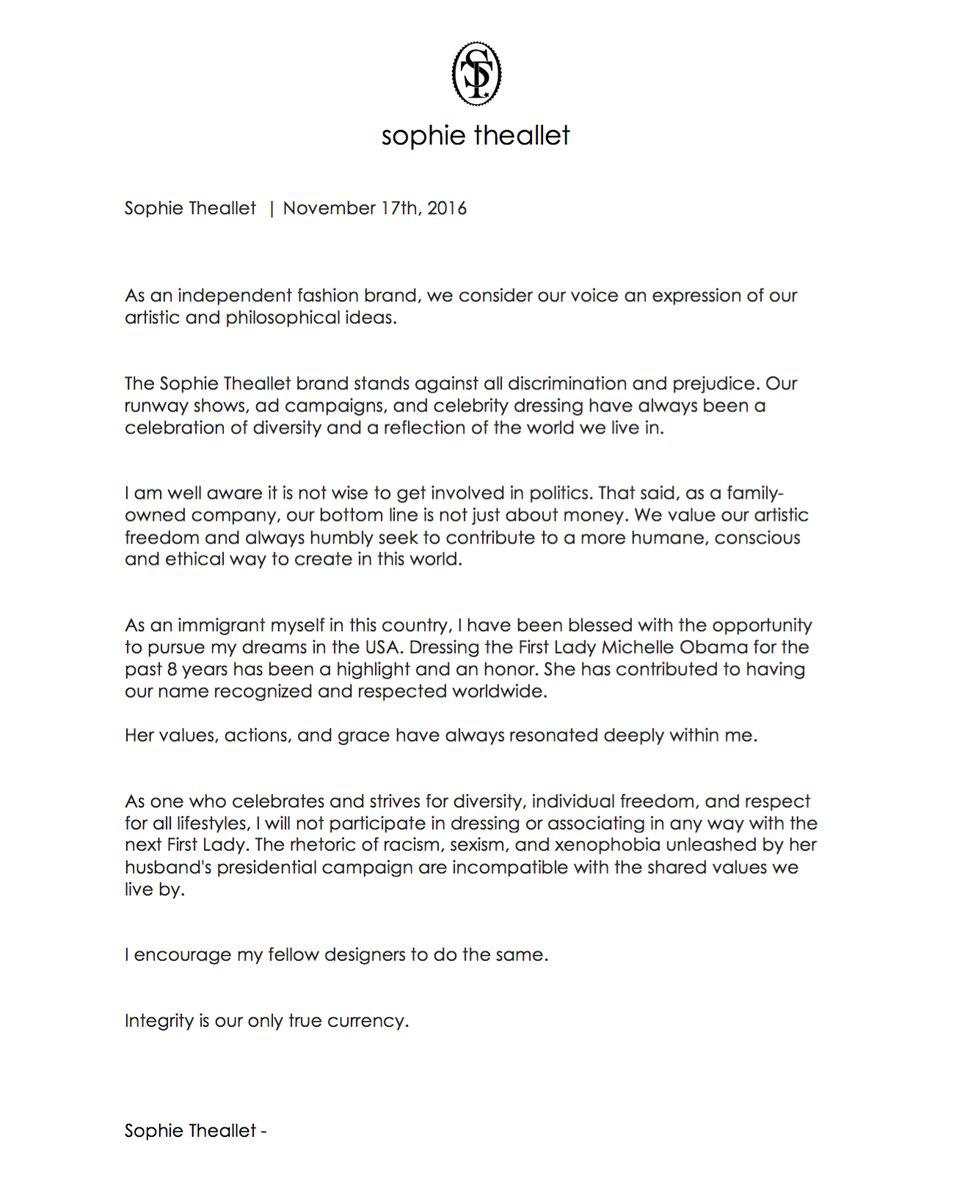 ST
sophie theallet
Sophie Theallet | November 17th, 2016
As an independent fashion brand, we consider our voice an expression of our
artistic and philosophical ideas.
The Sophie Theallet brand stands against all discrimination and prejudice. Our
runway shows, ad campaigns, and celebrity dressing have always been a
celebration of diversity and a reflection of the world we live in.
I am well aware it is not wise to get involved in politics. That said, as a family-
owned company, our bottom line is not just about money. We value our artistic
freedom and always humbly seek to contribute to a more humane, conscious
and ethical way to create in this world.
As an immigrant myself in this country, I have been blessed with the opportunity
to pursue my dreams in the USA. Dressing the First Lady Michelle Obama for the
past 8 years has been a highlight and an honor. She has contributed to having
our name recognized and respected worldwide.
Her values, actions, and grace have always resonated deeply within me.
As one who celebrates and strives for diversity, individual freedom, and respect
for all lifestyles, I will not participate in dressing or associating in any way with the
next First Lady. The rhetoric of racism, sexism, and xenophobia unleashed by her
husband's presidential campaign are incompatible with the shared values we
live by.
I encourage my fellow designers to do the same.
Integrity is our only true currency.
Sophie Theallet -